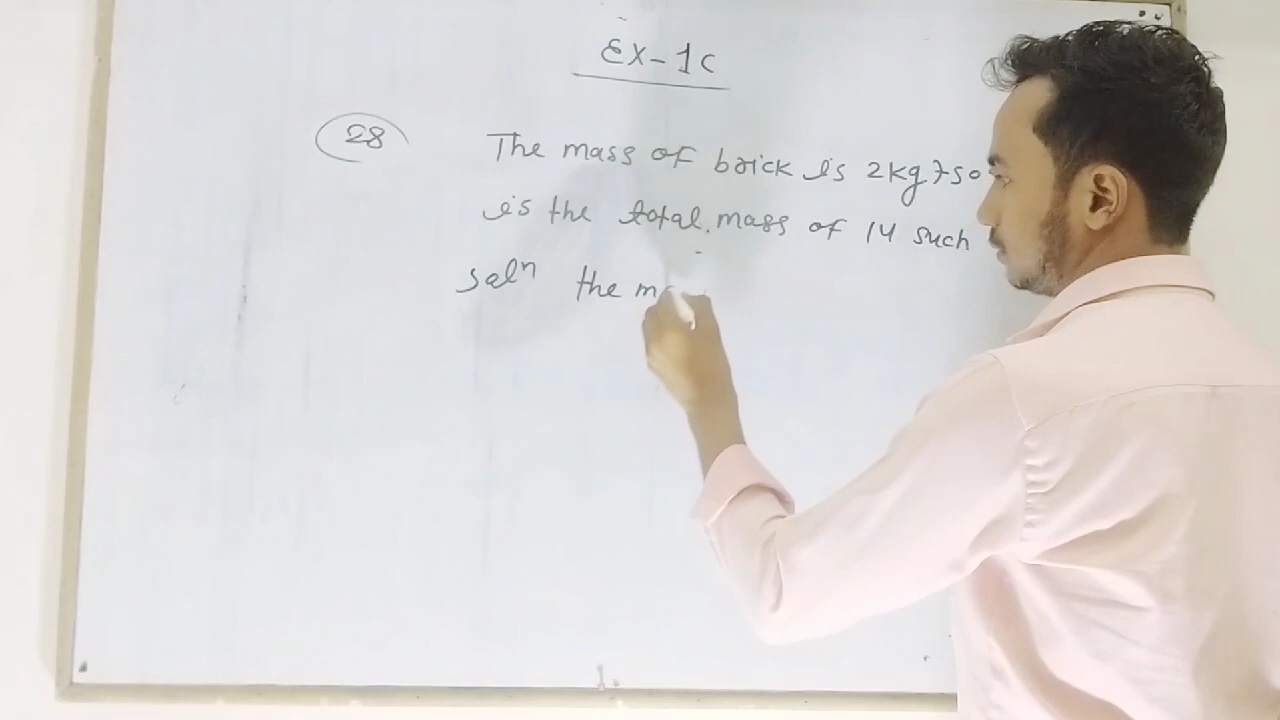 EX-1C
28 The mass of brick is 2kg 750
is the total mass of 14 such
Soln the m